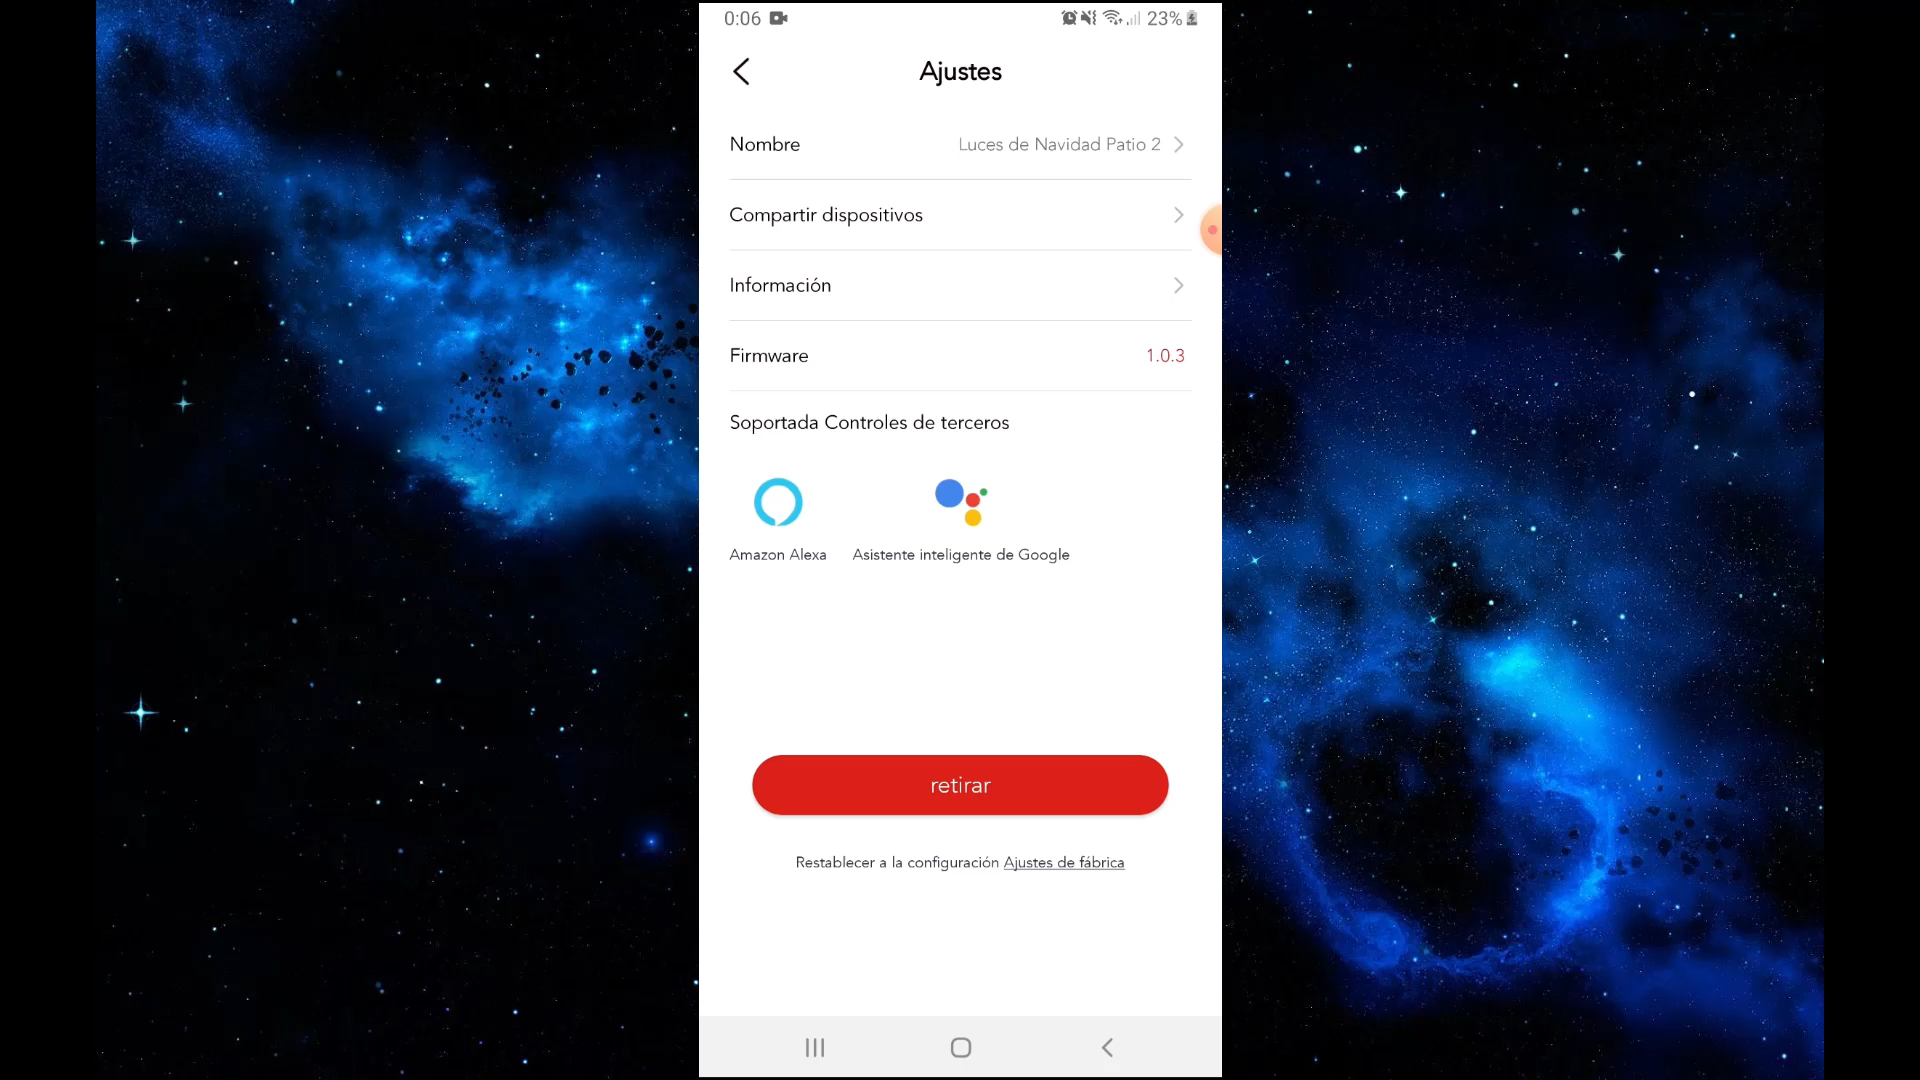 0:06
23%
Ajustes
Nombre
Luces de Navidad Patio 2
Compartir dispositivos
Información
Firmware
1.0.3
Soportada Controles de terceros
Amazon Alexa
Asistente inteligente de Google
retirar
Restablecer a la configuración Ajustes de fábrica